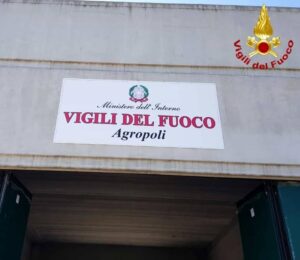 Vigili del Fuoco
Ministero dell'Interno
VIGILI DEL FUOCO
Agropoli